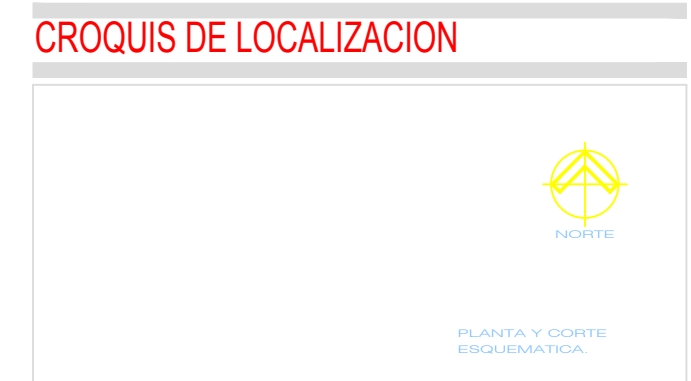 CROQUIS DE LOCALIZACION
NORTE
PLANTA Y CORTE
ESQUEMATICA.